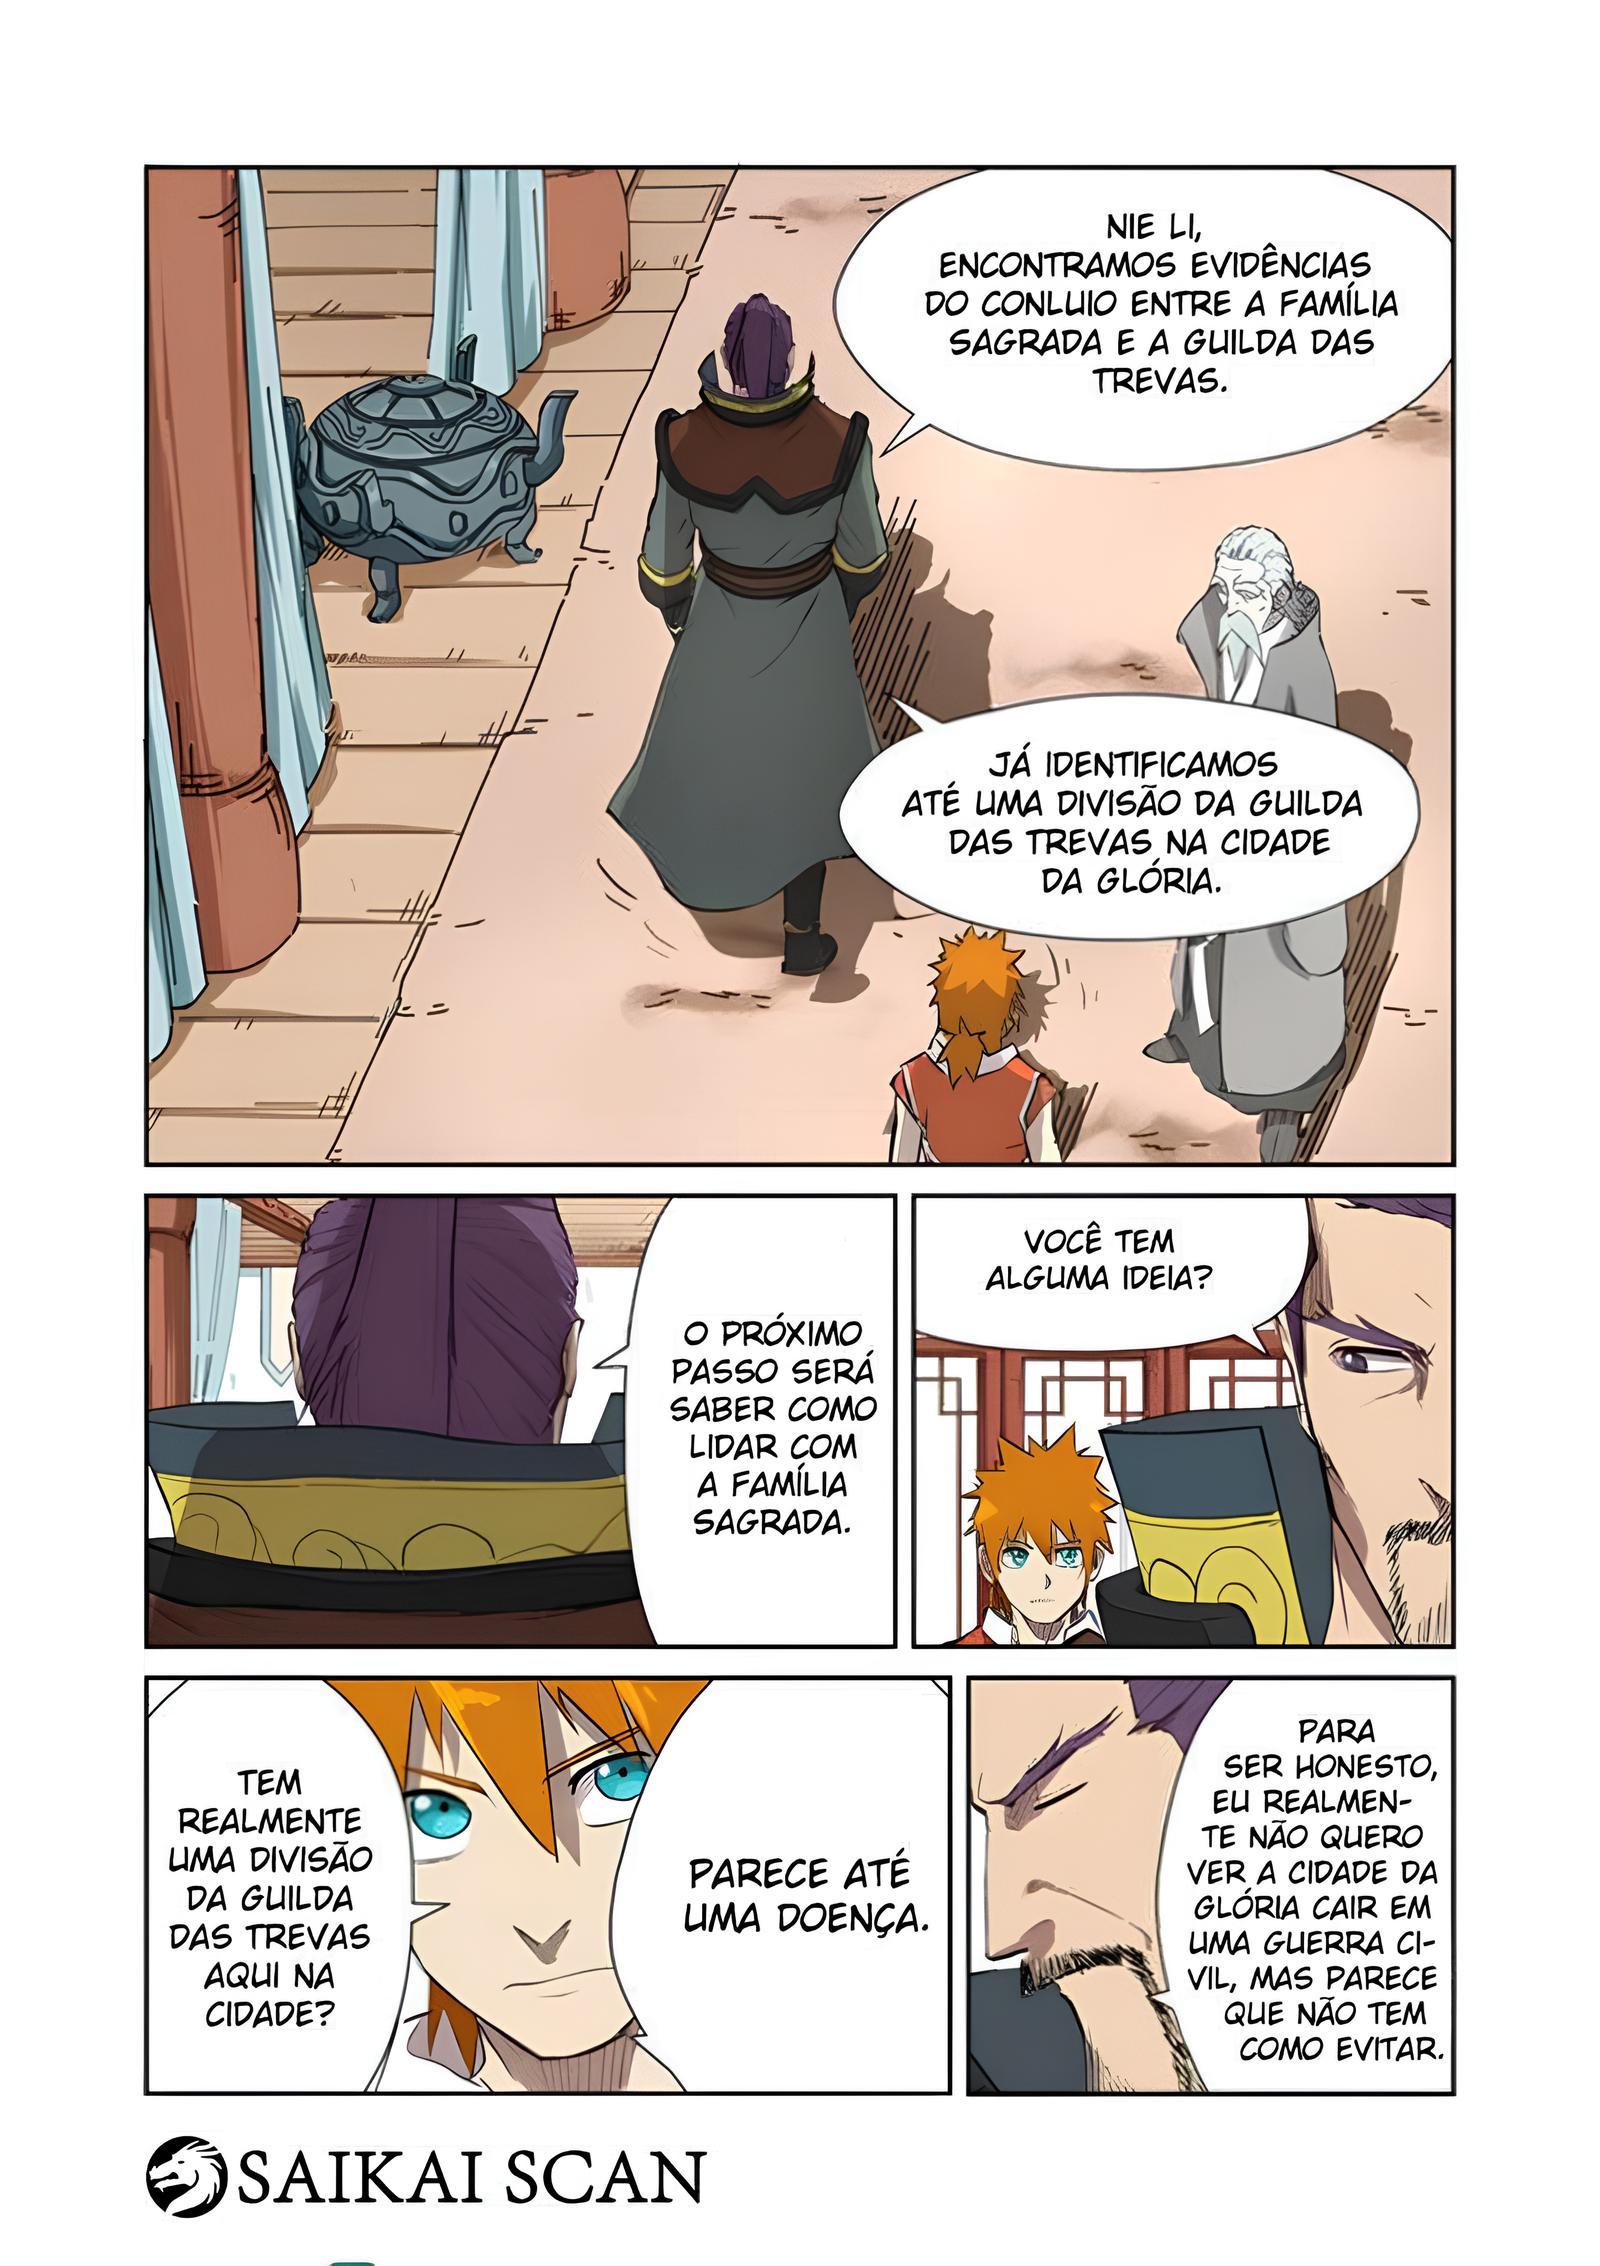 NIE LI,
ENCONTRAMOS EVIDÊNCIAS
DO CONLUIO ENTRE A FAMÍLIA
SAGRADA E A GUILDA DAS
TREVAS.
JÁ IDENTIFICAMOS
ATÉ UMA DIVISÃO DA GUILDA
DAS TREVAS NA CIDADE
DA GLÓRIA.
O PRÓXIMO
PASSO SERÁ
SABER COMO
LIDAR COM
A FAMÍLIA
SAGRADA.
VOCÊ TEM
ALGUMA IDEIA?
TEM
REALMENTE
UMA DIVISÃO
DA GUILDA
DAS TREVAS
AQUI NA
CIDADE?
PARECE ATÉ
UMA DOENÇA.
PARA
SER HONESTO,
EU REALMEN-
TE NÃO QUERO
VER A CIDADE DA
GLÓRIA CAIR EM
UMA GUERRA CI-
VIL, MAS PARECE
QUE NÃO TEM
COMO EVITAR.
SAIKAI SCAN